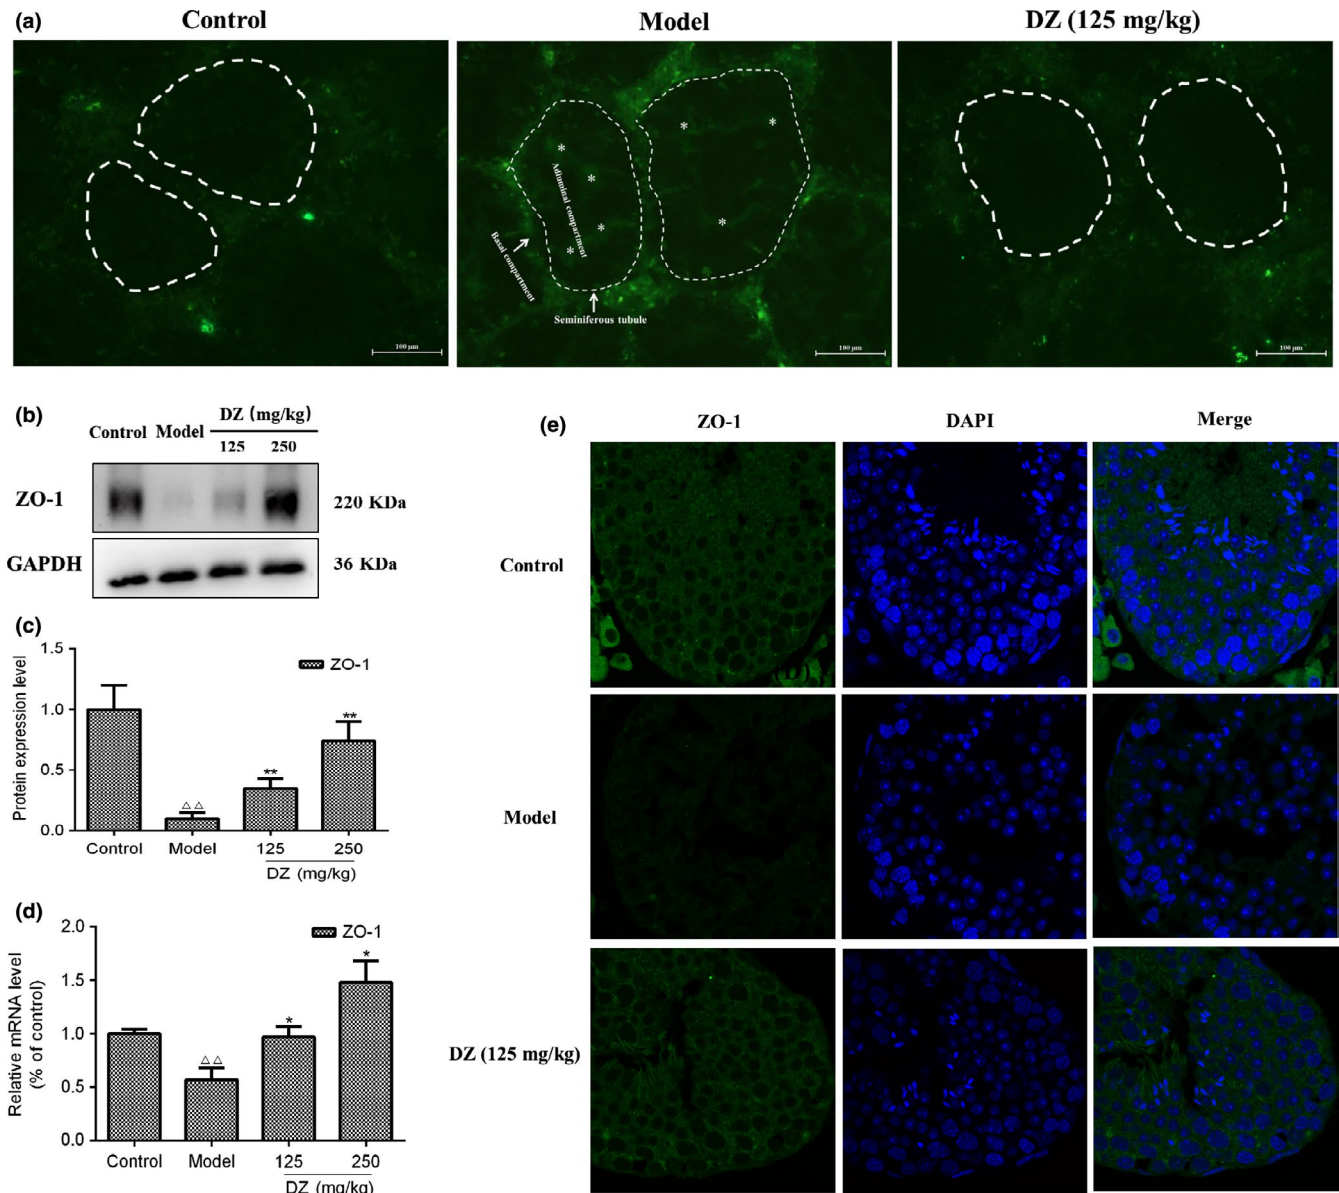 (a)
Control
Model
DZ (125 mg/kg)
*
*
*
*
*
*
*
Adluminal compartment
Basal compartment
Seminiferous tubule
100 μm
100 μm
100 μm
(b)
Control
Model
DZ (mg/kg)
125
250
ZO-1
220 KDa
GAPDH
36 KDa
(c)
Protein expression level
1.5
1.0
0.5
0.0
ZO-1
△△
**
**
Control
Model
125
250
DZ (mg/kg)
(d)
Relative mRNA level
(% of control)
2.0
1.5
1.0
0.5
0.0
ZO-1
△△
*
*
Control
Model
125
250
DZ (mg/kg)
(e)
ZO-1
DAPI
Merge
Control
Model
DZ (125 mg/kg)